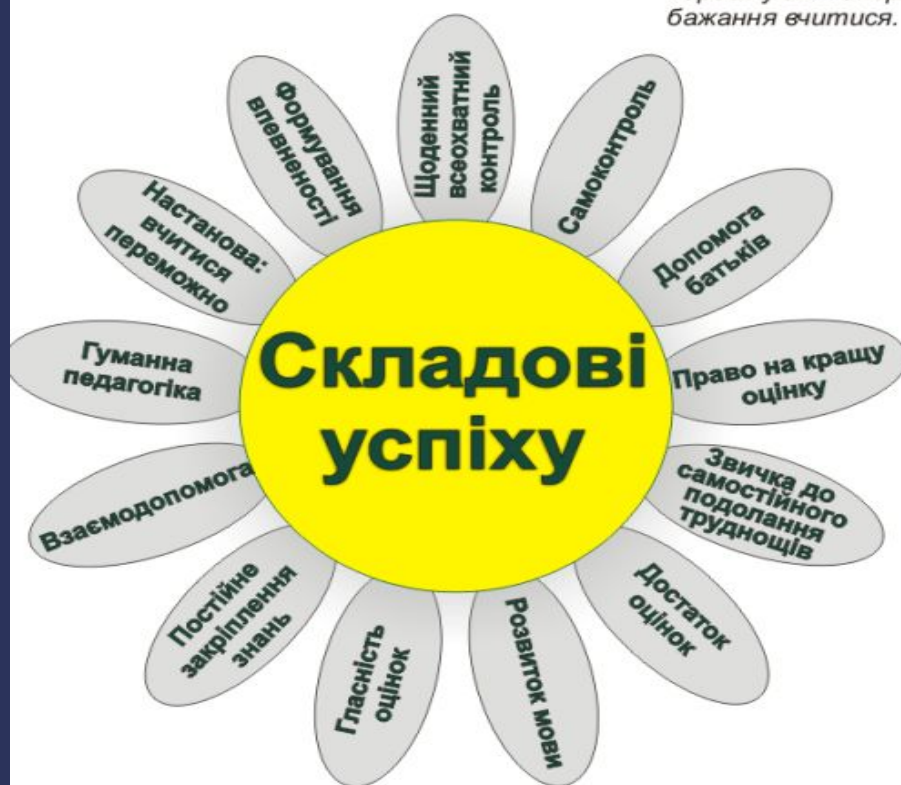 бажання вчитися.
Щоденний
всеохватний
контроль
Самоконтроль
Допомога
батьків
Право на кращу
оцінку
Звичка до
самостійного
подолання
труднощів
Достаток
оцінок
Розвиток мови
Гласність
оцінок
Постійне
закріплення
знань
Взаємодопомога
Гуманна
педагогіка
Настанова:
вчитися
переможно
Формування
впевненості
Складові
успіху